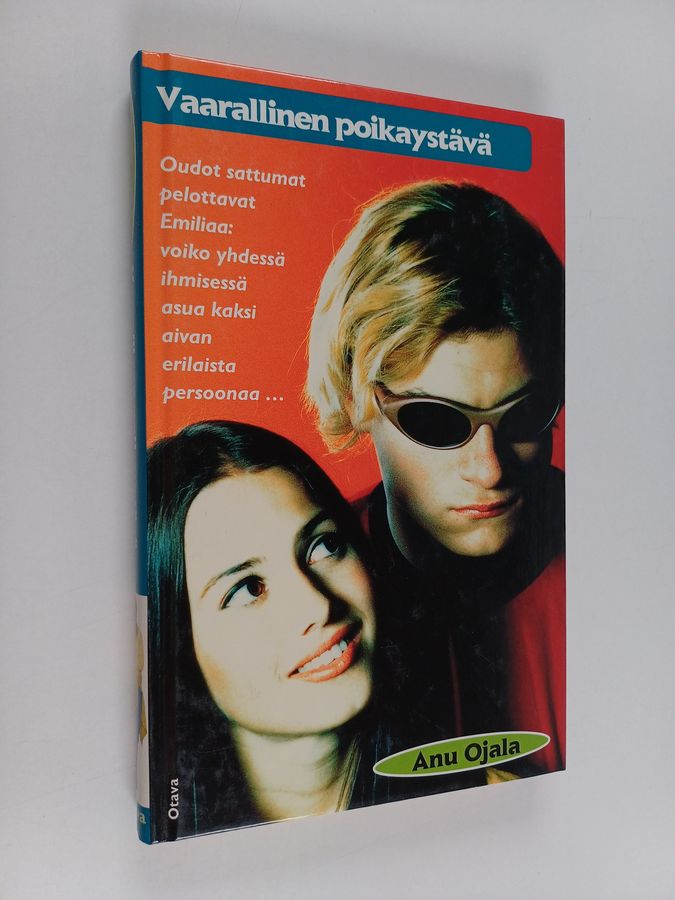 Vaarallinen poikaystävä
Oudot sattumat
pelottavat
Emiliaa:
voiko yhdessä
ihmisessä
asua kaksi
aivan
erilaista
persoonaa ...
Anu Ojala
Otava